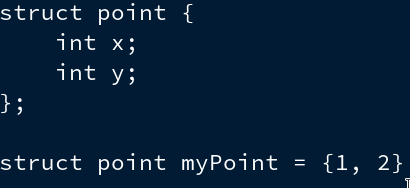 struct point {
    int x;
    int y;
};

struct point myPoint = {1, 2}